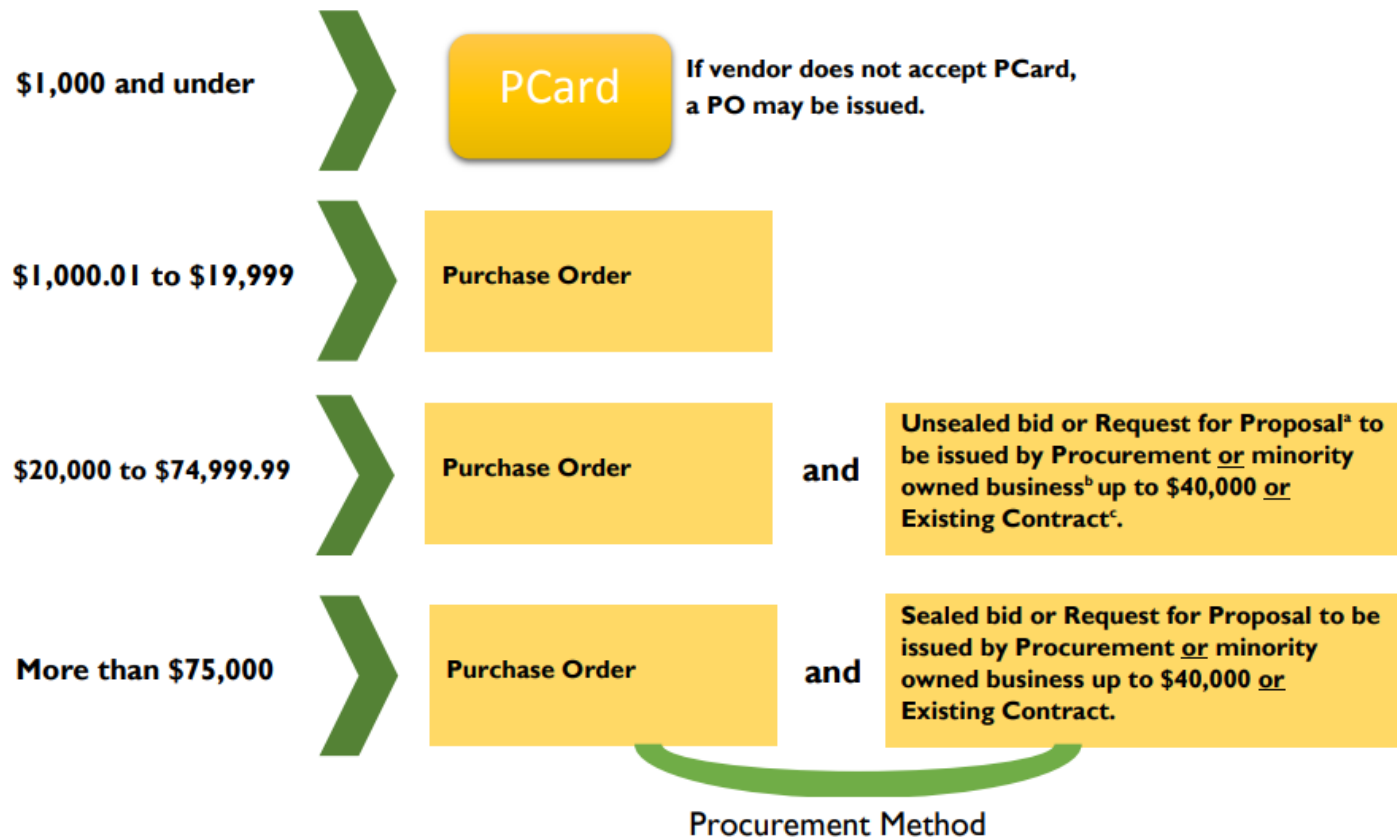 $1,000 and under
PCard
If vendor does not accept PCard,
a PO may be issued.
$1,000.01 to $19,999
Purchase Order
$20,000 to $74,999.99
Purchase Order
and
Unsealed bid or Request for Proposalᵃ to
be issued by Procurement or minority
owned businessᵇ up to $40,000 or
Existing Contractᶜ.
More than $75,000
Purchase Order
and
Sealed bid or Request for Proposal to be
issued by Procurement or minority
owned business up to $40,000 or
Existing Contract.
Procurement Method